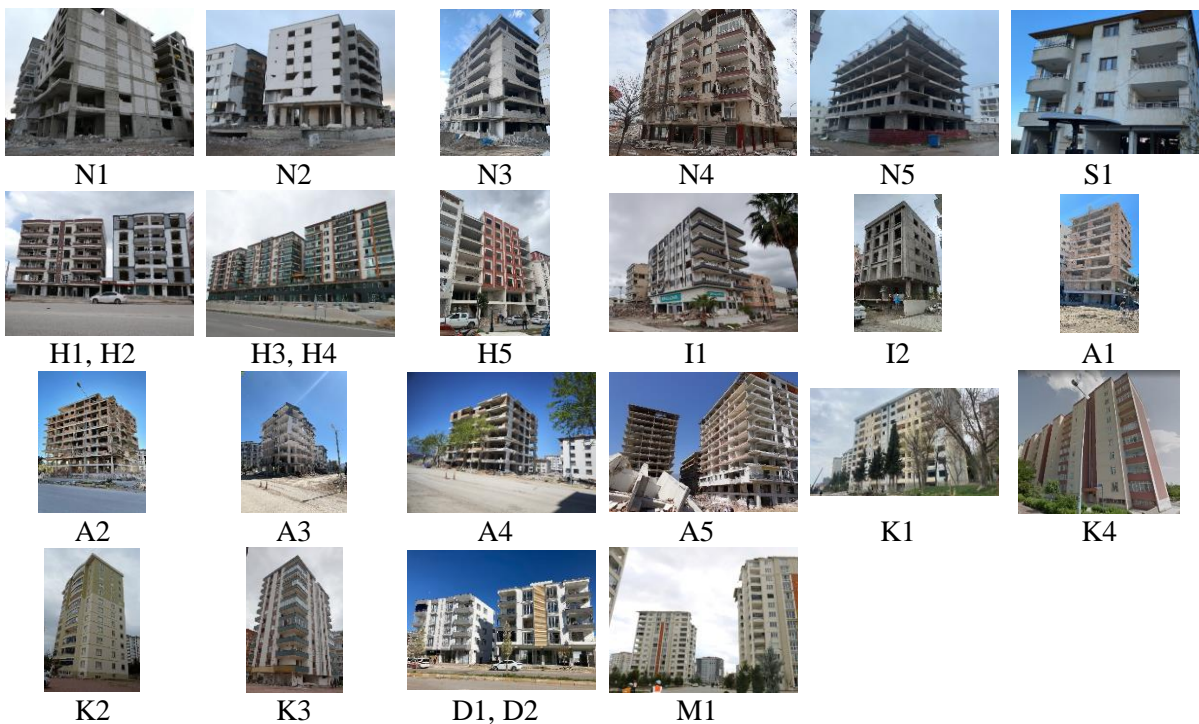 N1 N2 N3 N4 N5 S1
H1, H2 H3, H4 H5 I1 I2 A1
A2 A3 A4 A5 K1 K4
K2 K3 D1, D2 M1